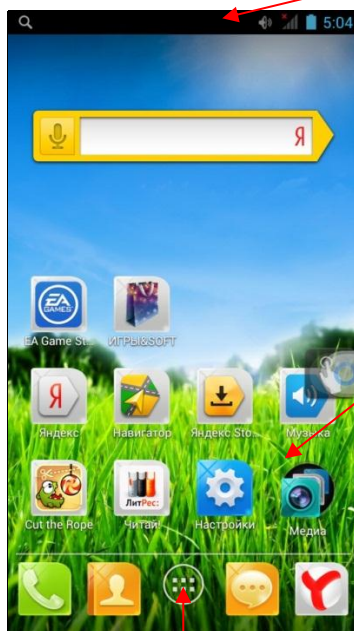 5:04
Я
EA
GAMES
EA Game St...
ИГРЫ&SOFT
Я
Яндекс
Навигатор
Яндекс Sto...
Музыка
ЛитРес:
Cut the Rope
Читай!
Настройки
Медиа